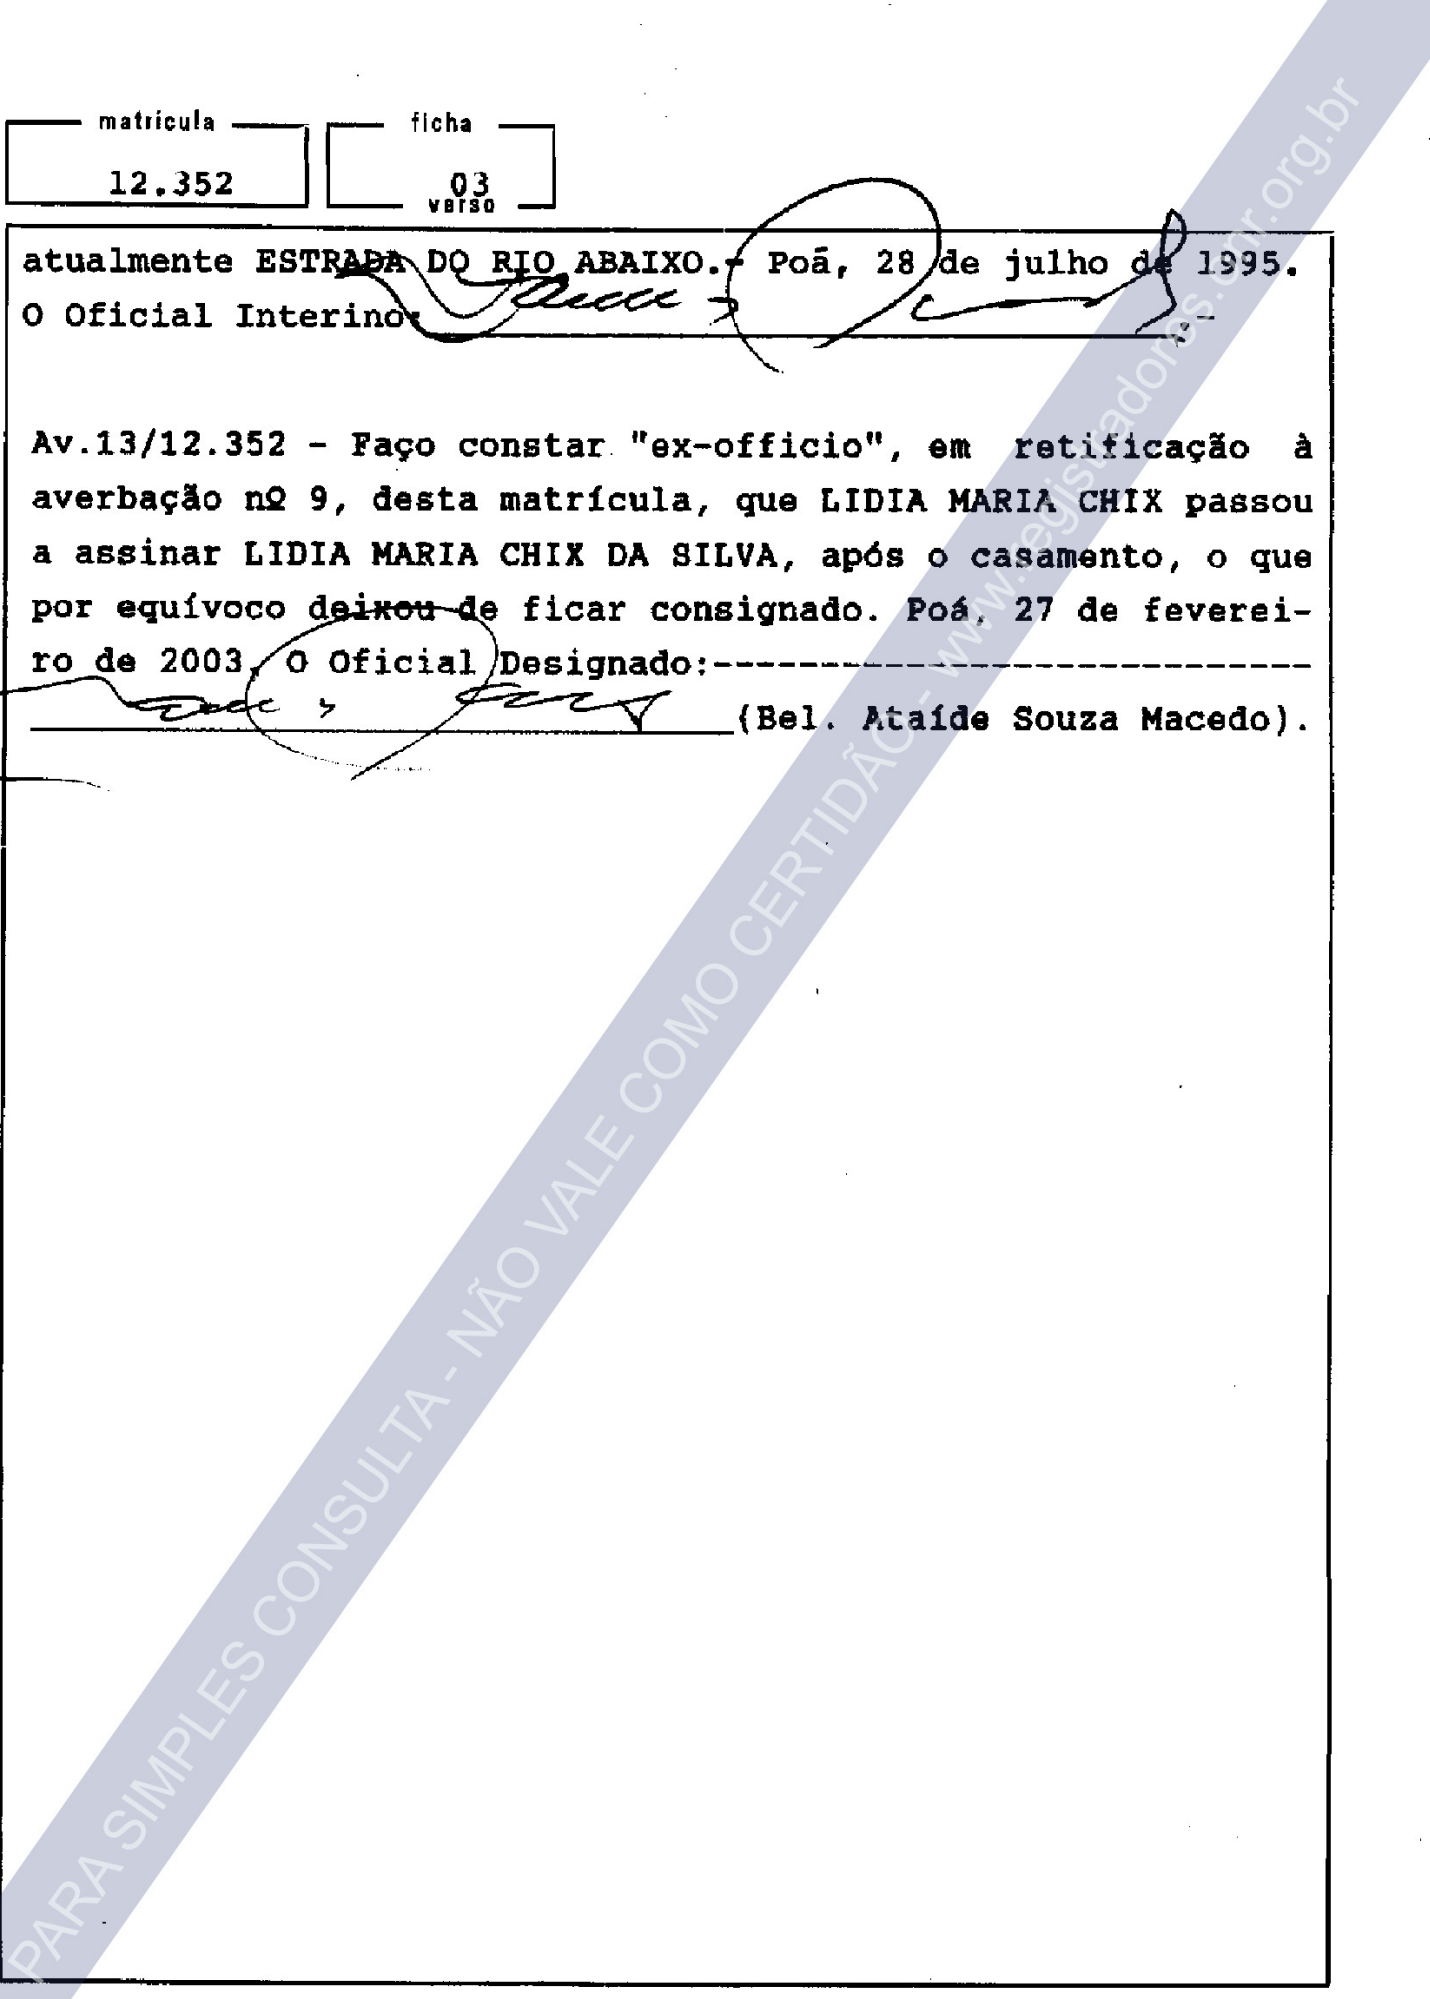 matrícula
ficha
12.352
03
verso
atualmente ESTRADA DO RIO ABAIXO.- Poã, 28 de julho de 1995.
O Oficial Interino:
Av.13/12.352 - Faço constar "ex-officio", em retificação à
averbação nº 9, desta matrícula, que LIDIA MARIA CHIX passou
a assinar LIDIA MARIA CHIX DA SILVA, após o casamento, o que
por equívoco deixou de ficar consignado. Poá, 27 de feverei-
ro de 2003, O Oficial Designado:----------------------------
(Bel. Ataíde Souza Macedo).
PARA SIMPLES CONSULTA - NÃO VALE COMO CERTIDÃO - www.registradores.onr.org.br